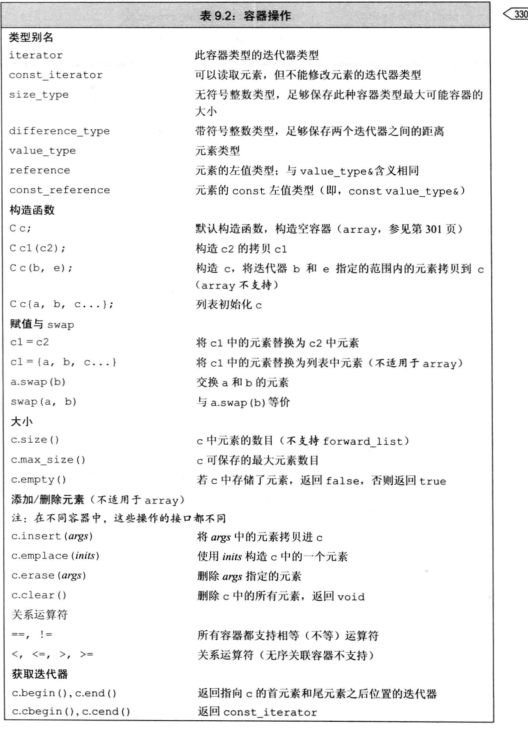 表 9.2：容器操作
330
类型别名
iterator 此容器类型的迭代器类型
const_iterator 可以读取元素，但不能修改元素的迭代器类型
size_type 无符号整数类型，足够保存此种容器类型最大可能容器的
大小
difference_type 带符号整数类型，足够保存两个迭代器之间的距离
value_type 元素类型
reference 元素的左值类型；与 value_type&含义相同
const_reference 元素的 const 左值类型（即，const value_type&）
构造函数
C c; 默认构造函数，构造空容器（array，参见第 301 页）
C c1(c2); 构造 c2 的拷贝 c1
C c(b, e); 构造 c，将迭代器 b 和 e 指定的范围内的元素拷贝到 c
（array 不支持）
C c{a, b, c...}; 列表初始化 c
赋值与 swap
c1 = c2 将 c1 中的元素替换为 c2 中元素
c1 = {a, b, c...} 将 c1 中的元素替换为列表中元素（不适用于 array）
a.swap(b) 交换 a 和 b 的元素
swap(a, b) 与 a.swap(b)等价
大小
c.size() c 中元素的数目（不支持 forward_list）
c.max_size() c 可保存的最大元素数目
c.empty() 若 c 中存储了元素，返回 false，否则返回 true
添加/删除元素（不适用于 array）
注：在不同容器中，这些操作的接口都不同
c.insert(args) 将 args 中的元素拷贝进 c
c.emplace(inits) 使用 inits 构造 c 中的一个元素
c.erase(args) 删除 args 指定的元素
c.clear() 删除 c 中的所有元素，返回 void
关系运算符
==, != 所有容器都支持相等（不等）运算符
<, <=, >, >= 关系运算符（无序关联容器不支持）
获取迭代器
c.begin(),c.end() 返回指向 c 的首元素和尾元素之后位置的迭代器
c.cbegin(),c.cend() 返回 const_iterator